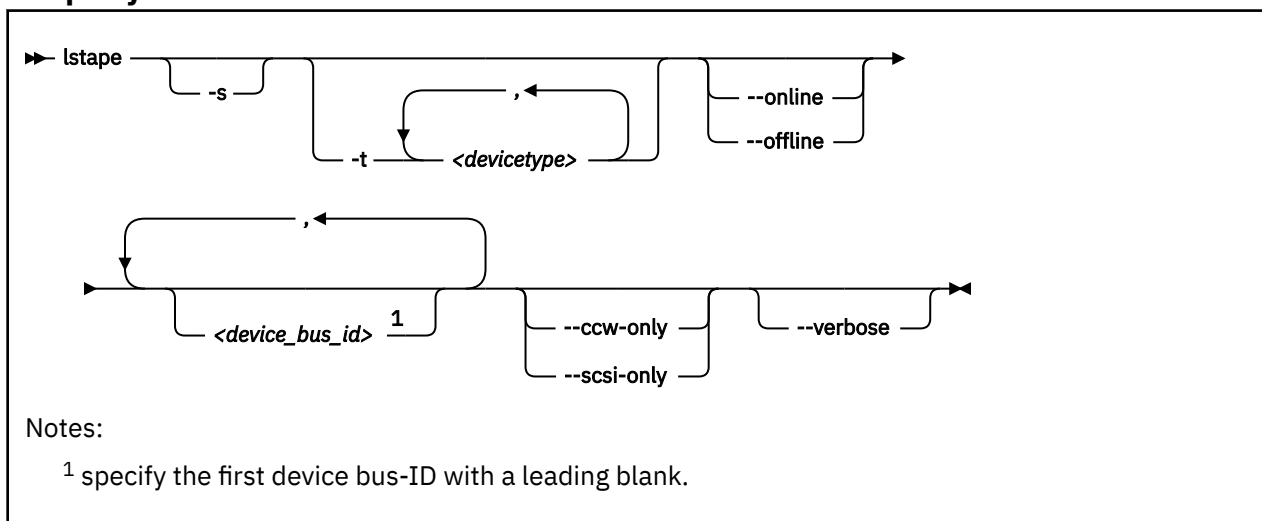 lstape
-s
,
-t <devicetype>
--online
--offline
,
<device_bus_id> 1
--ccw-only
--scsi-only
--verbose
Notes:
1 specify the first device bus-ID with a leading blank.